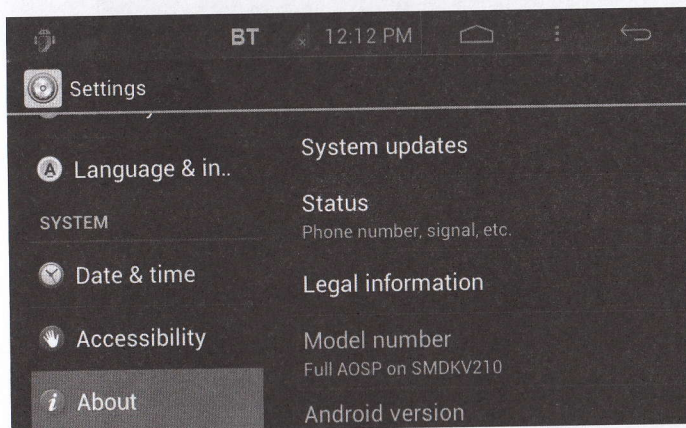 BT 12:12 PM
Settings
Language & in..
SYSTEM
Date & time
Accessibility
About
System updates
Status
Phone number, signal, etc.
Legal information
Model number
Full AOSP on SMDKV210
Android version